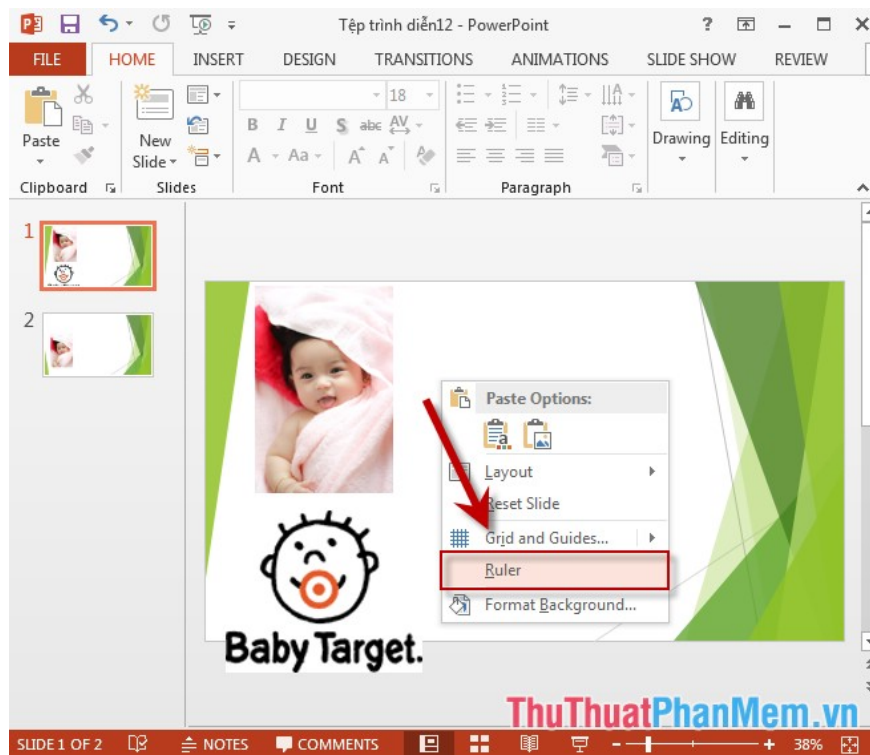 Tệp trình diễn12 - PowerPoint
?
FILE HOME INSERT DESIGN TRANSITIONS ANIMATIONS SLIDE SHOW REVIEW
18
B I U S abc AV
A Aa A A
Paste
New
Slide
Drawing Editing
Clipboard Slides Font Paragraph
1
2
Paste Options:
Layout
Reset Slide
Grid and Guides...
Ruler
Format Background...
Baby Target.
ThuThuatPhanMem.vn
SLIDE 1 OF 2 NOTES COMMENTS 38%